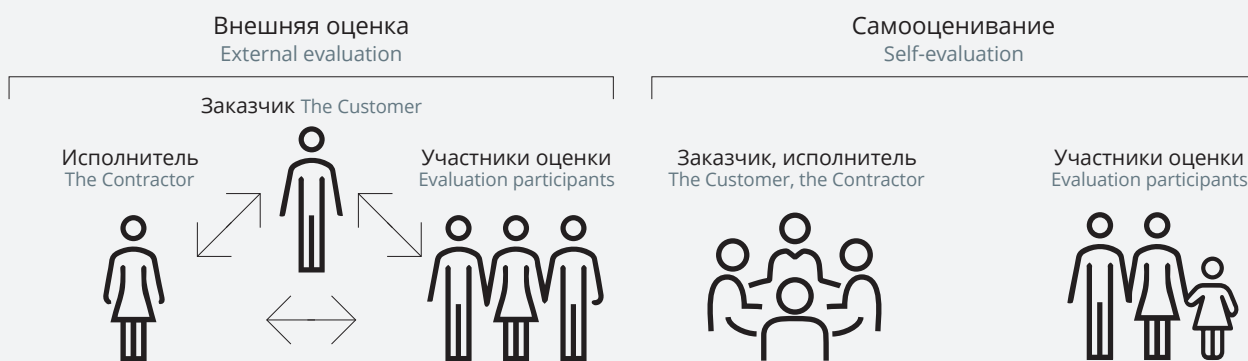 Внешняя оценка
External evaluation
Заказчик The Customer
Исполнитель
The Contractor
Участники оценки
Evaluation participants
Самооценивание
Self-evaluation
Заказчик, исполнитель
The Customer, the Contractor
Участники оценки
Evaluation participants